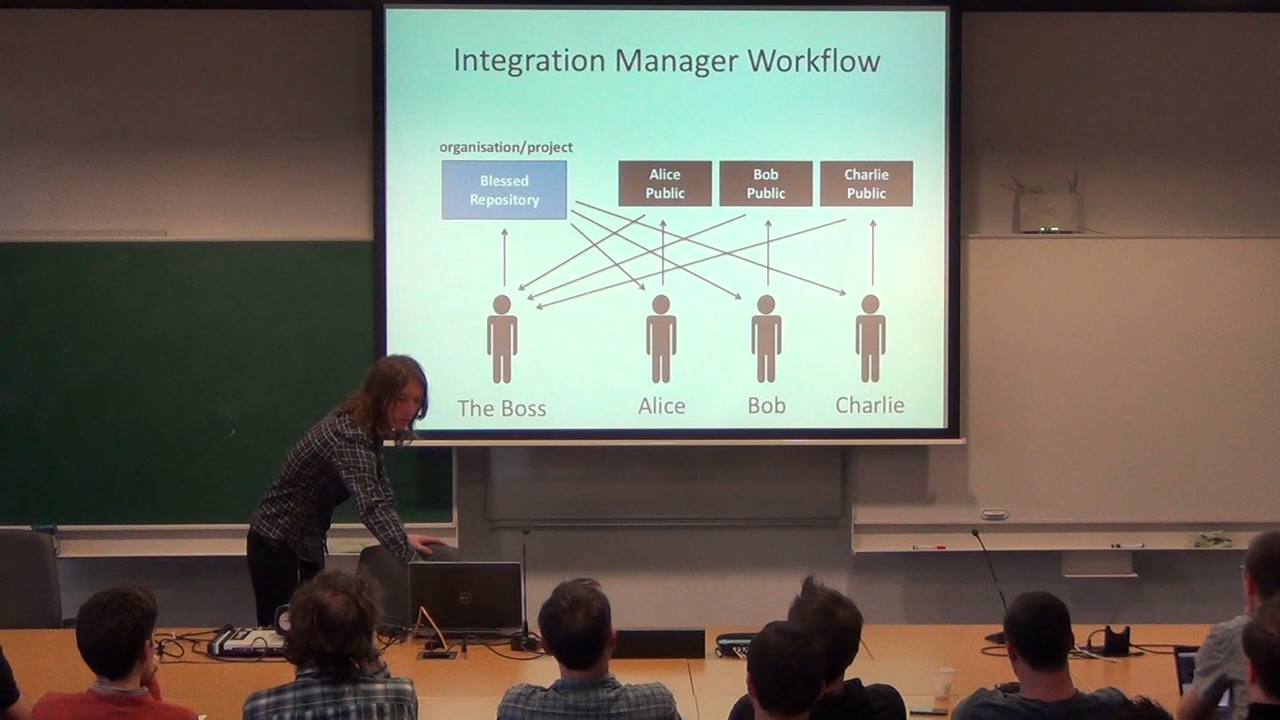 Integration Manager Workflow
organisation/project
Blessed
Repository
Alice
Public
Bob
Public
Charlie
Public
The Boss
Alice
Bob
Charlie